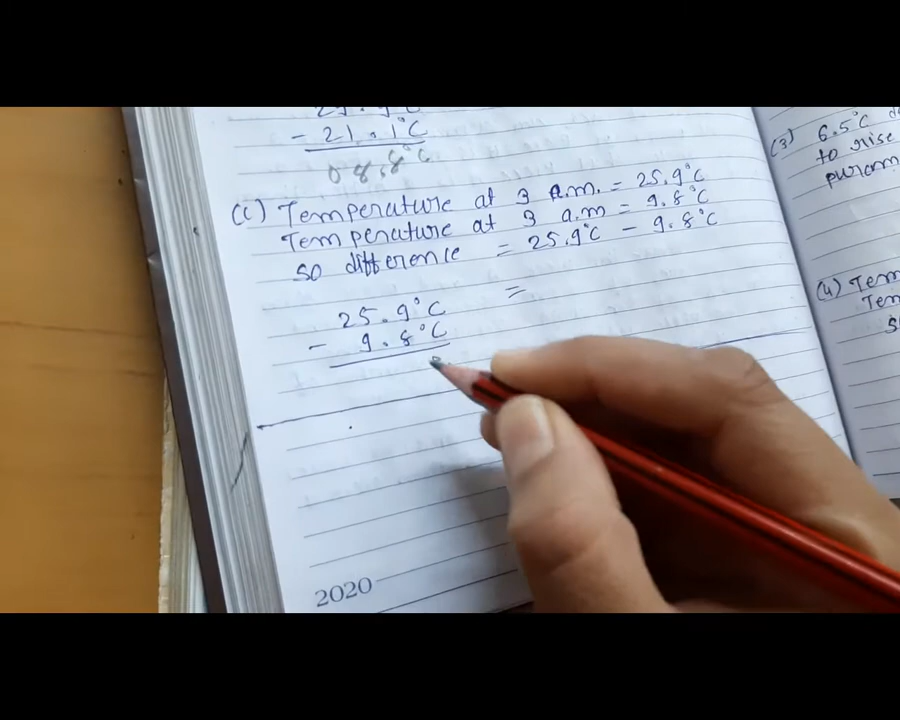 - 21.1°C
08.8°C
(c) Temperature at 3 a.m. = 25.9°C
Temperature at 3 a.m = 9.8°C
so difference = 25.9°C - 9.8°C
=
25.9°C
- 9.8°C
2020
(3) 6.5°C
to rise
(4) Tem
Tem